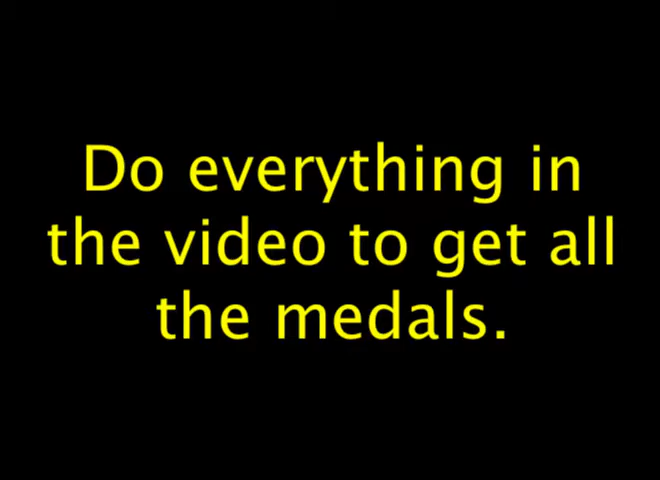 Do everything in
the video to get all
the medals.